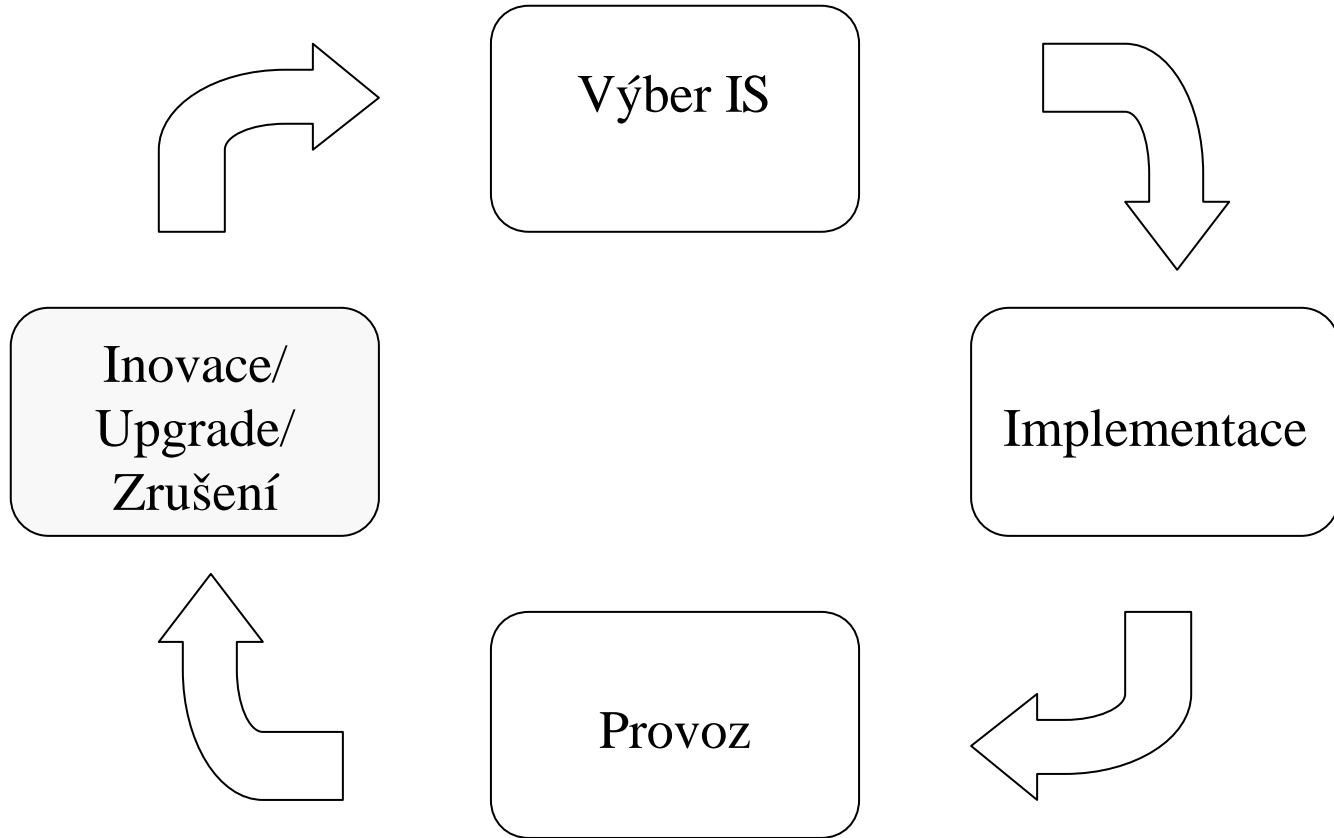 Výber IS
Inovace/
Upgrade/
Zrušení
Implementace
Provoz